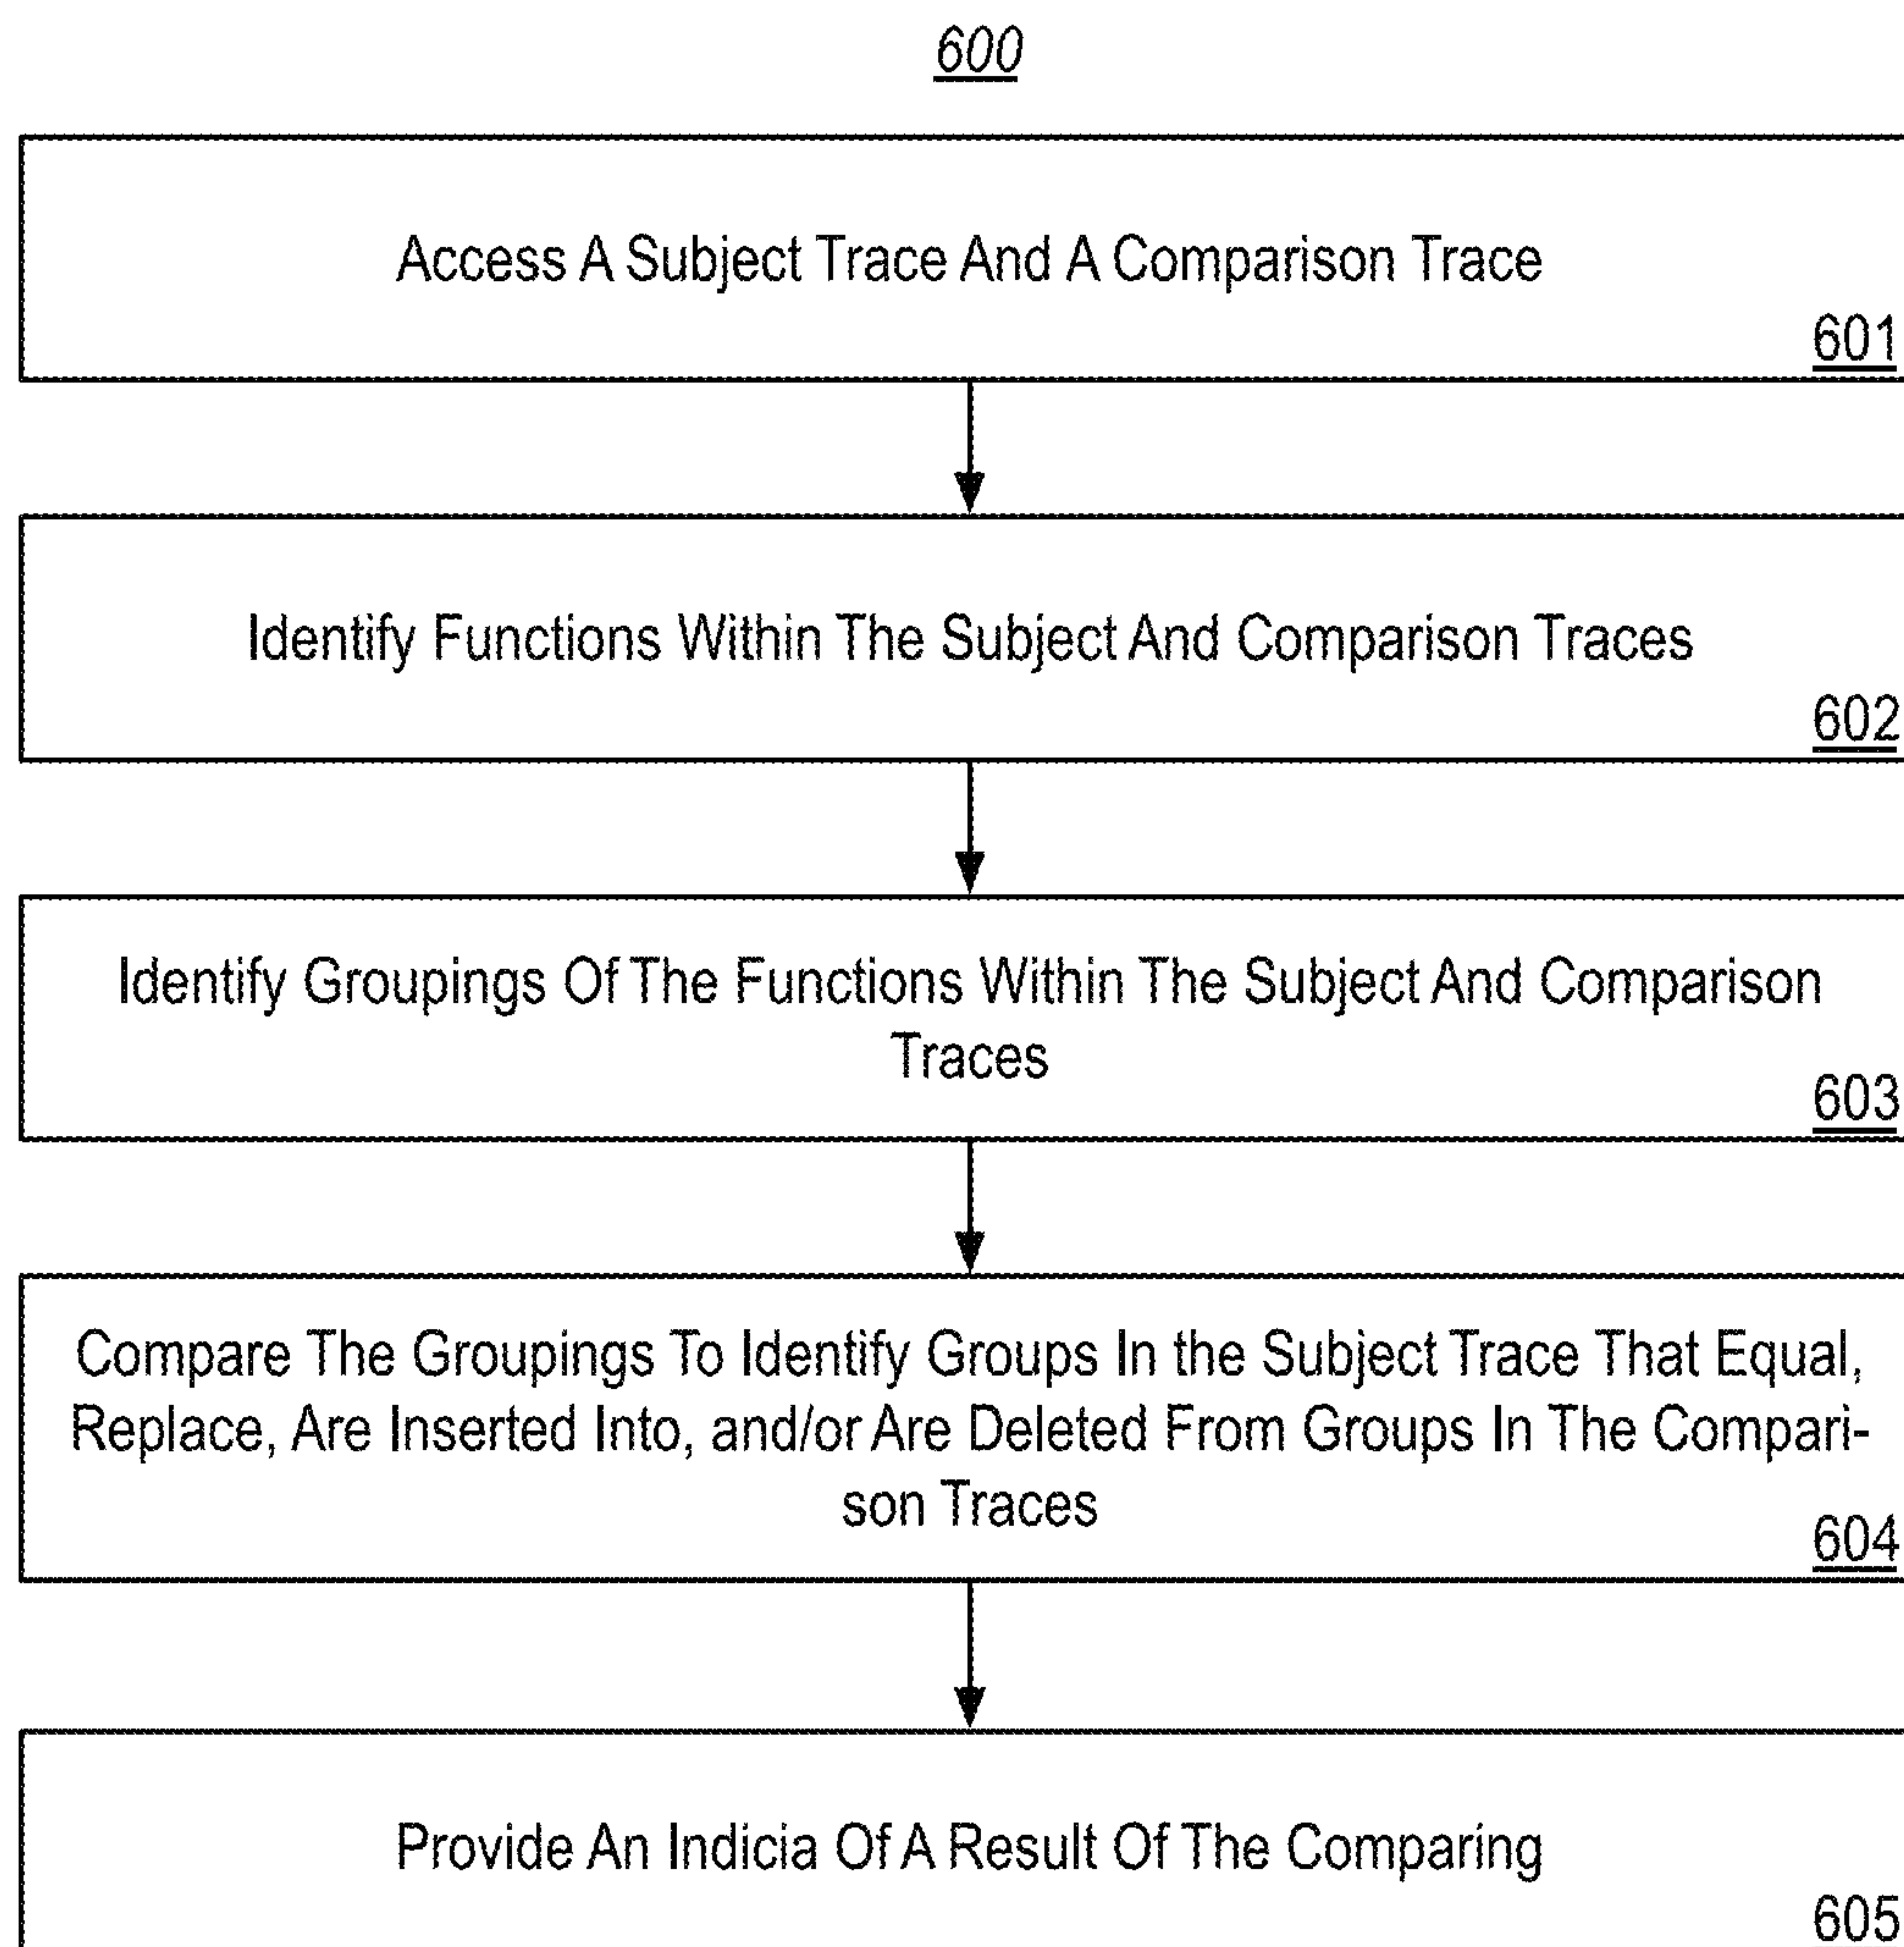 600
Access A Subject Trace And A Comparison Trace
601
Identify Functions Within The Subject And Comparison Traces
602
Identify Groupings Of The Functions Within The Subject And Comparison
Traces
603
Compare The Groupings To Identify Groups In the Subject Trace That Equal,
Replace, Are Inserted Into, and/or Are Deleted From Groups In The Compari-
son Traces
604
Provide An Indicia Of A Result Of The Comparing
605